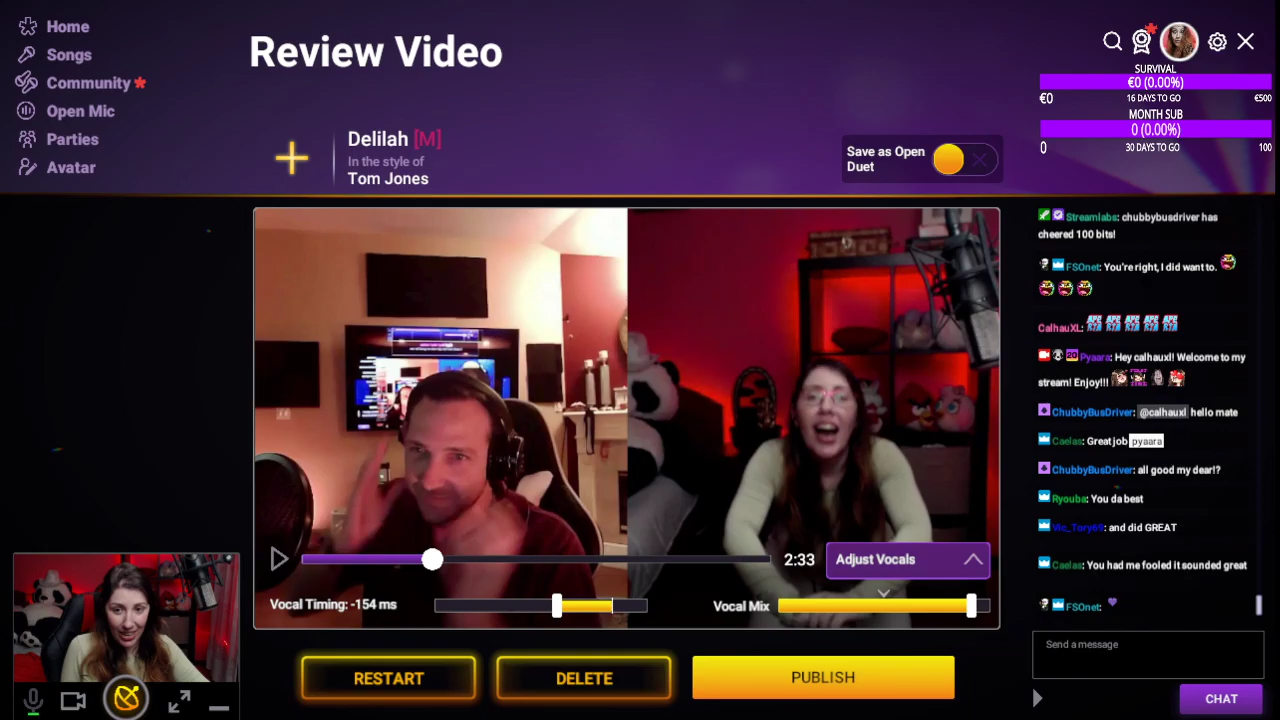 Home
Songs
Community
Open Mic
Parties
Avatar
Review Video
Delilah [M]
In the style of
Tom Jones
Save as Open
Duet
SURVIVAL
€0 (0.00%)
€0 16 DAYS TO GO €500
MONTH SUB
0 (0.00%)
0 30 DAYS TO GO 100
Streamlabs: chubbybusdriver has
cheered 100 bits!
FSOnet: You're right, I did want to.
CalhauXL:
20 Pyaara: Hey calhauxl! Welcome to my
stream! Enjoy!!!
ChubbyBusDriver: @calhauxl hello mate
Caelas: Great job pyaara
ChubbyBusDriver: all good my dear!?
Ryouba: You da best
Vic_Tory69: and did GREAT
Caelas: You had me fooled it sounded great
FSOnet:
2:33
Adjust Vocals
Vocal Timing: -154 ms
Vocal Mix
RESTART
DELETE
PUBLISH
Send a message
CHAT